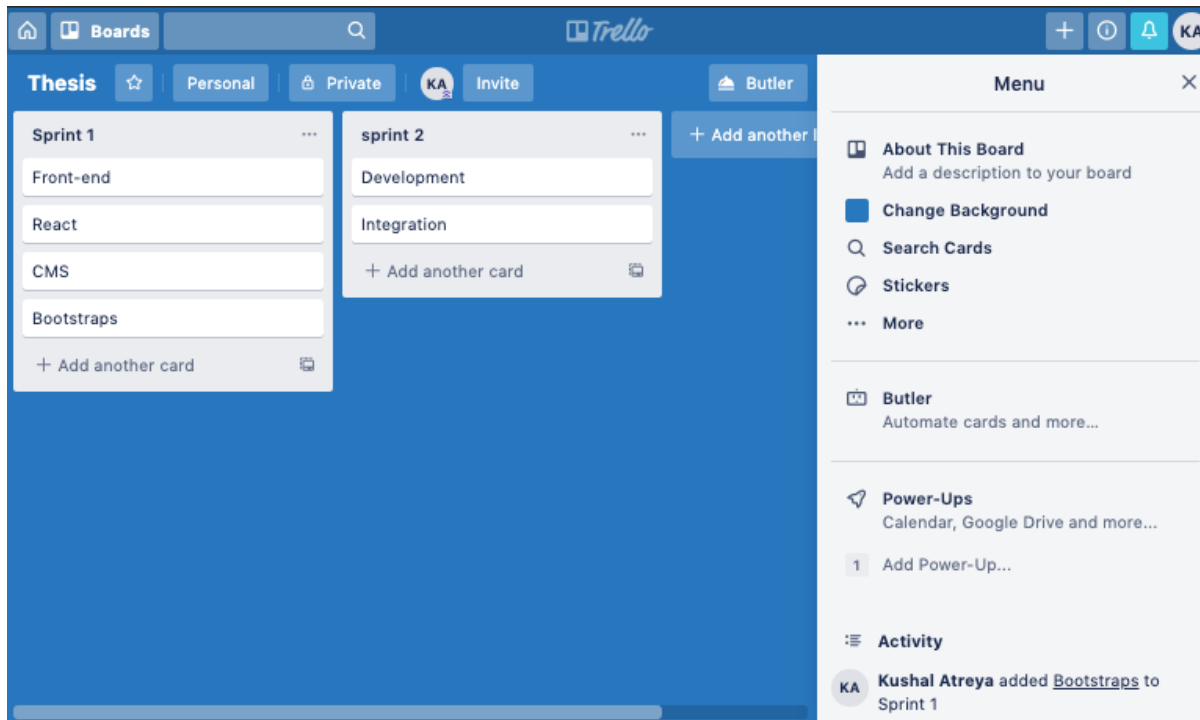 Boards
Trello
KA
Thesis
Personal
Private
KA
Invite
Butler
Sprint 1
Front-end
React
CMS
Bootstraps
+ Add another card
sprint 2
Development
Integration
+ Add another card
+ Add another l
Menu
About This Board
Add a description to your board
Change Background
Search Cards
Stickers
More
Butler
Automate cards and more...
Power-Ups
Calendar, Google Drive and more...
1 Add Power-Up...
Activity
KA
Kushal Atreya added Bootstraps to
Sprint 1